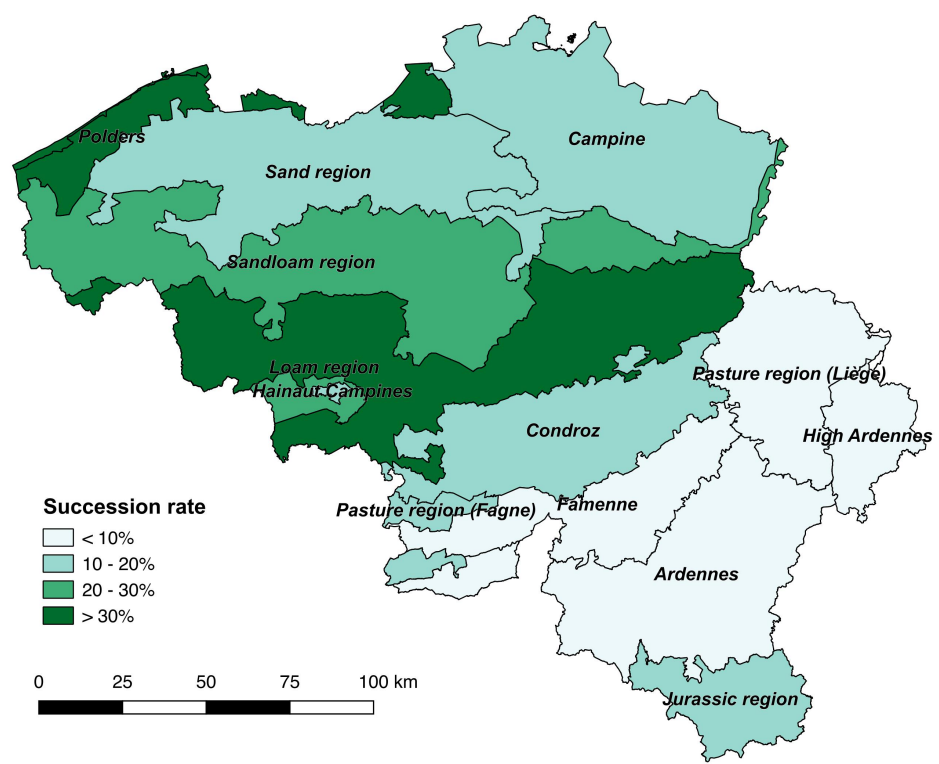 Polders
Campine
Sand region
Sandloam region
Loam region
Pasture region (Liège)
Hainaut Campines
Condroz
High Ardennes
Succession rate
Pasture region (Fagne)
Famenne
< 10%
10 - 20%
20 - 30%
> 30%
Ardennes
0 25 50 75 100 km
Jurassic region